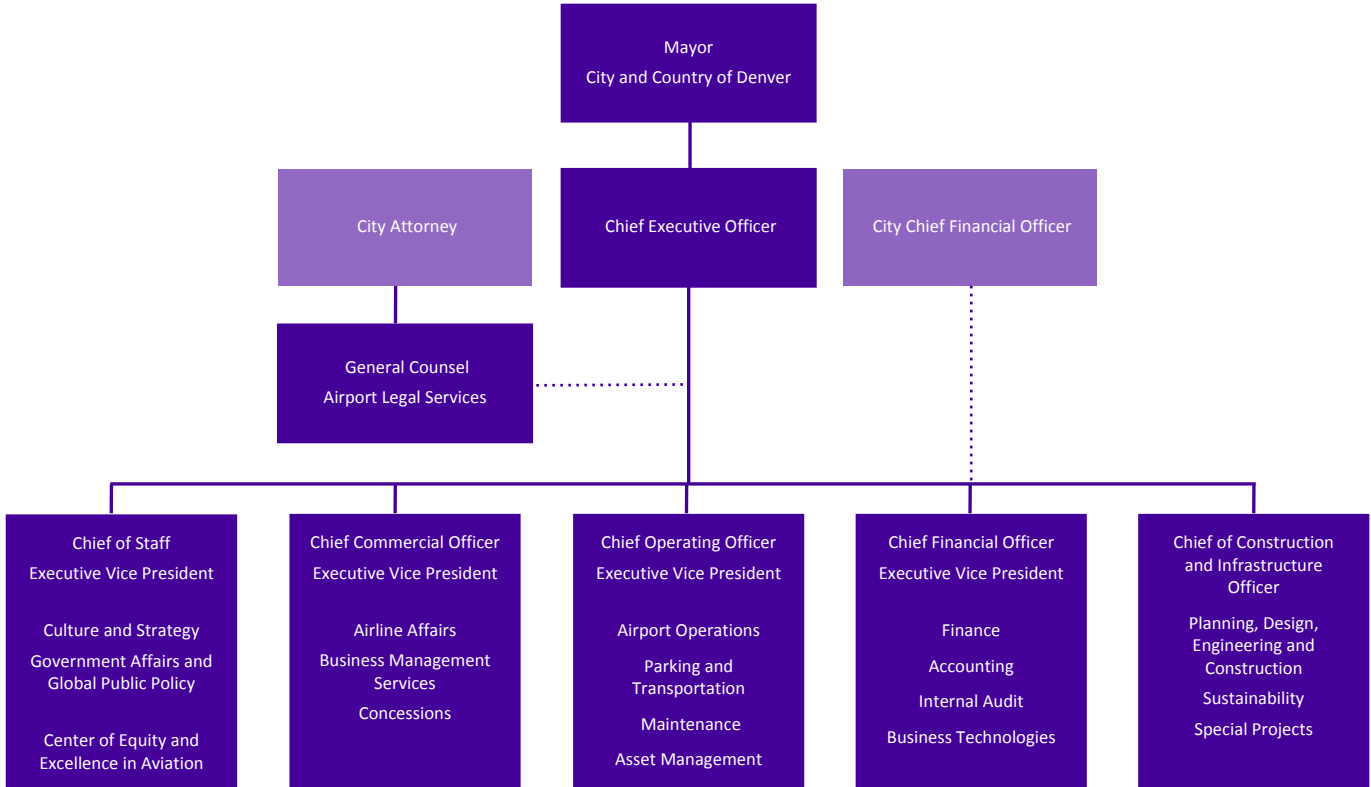 Mayor
City and Country of Denver
City Attorney
Chief Executive Officer
City Chief Financial Officer
General Counsel
Airport Legal Services
Chief of Staff
Executive Vice President
Culture and Strategy
Government Affairs and
Global Public Policy
Center of Equity and
Excellence in Aviation
Chief Commercial Officer
Executive Vice President
Airline Affairs
Business Management
Services
Concessions
Chief Operating Officer
Executive Vice President
Airport Operations
Parking and
Transportation
Maintenance
Asset Management
Chief Financial Officer
Executive Vice President
Finance
Accounting
Internal Audit
Business Technologies
Chief of Construction
and Infrastructure
Officer
Planning, Design,
Engineering and
Construction
Sustainability
Special Projects